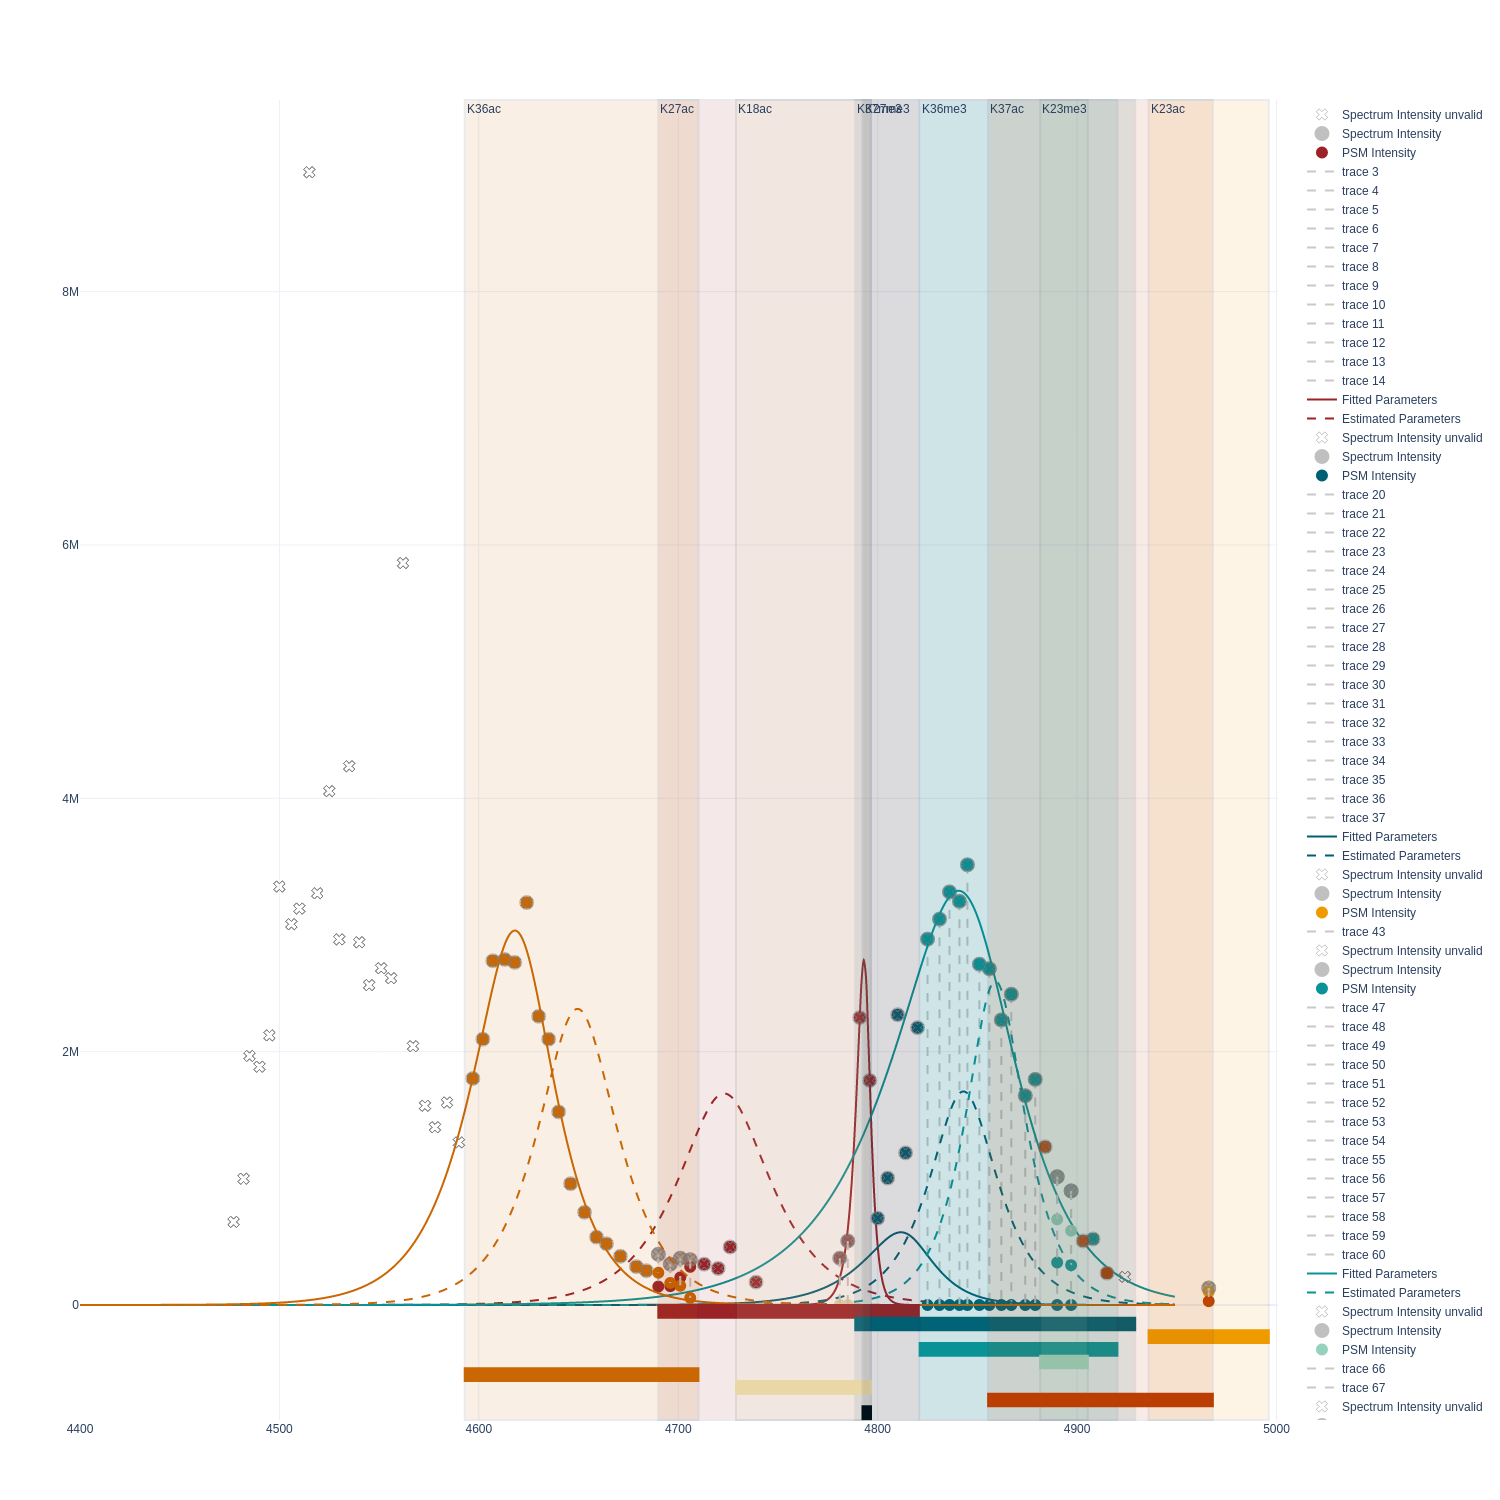 K36ac
K27ac
K18ac
K27me3
K36me3
K37ac
K23me3
K23ac
8M
6M
4M
2M
0
4400
4500
4600
4700
4800
4900
5000
Spectrum Intensity unvalid
Spectrum Intensity
PSM Intensity
trace 3
trace 4
trace 5
trace 6
trace 7
trace 8
trace 9
trace 10
trace 11
trace 12
trace 13
trace 14
Fitted Parameters
Estimated Parameters
Spectrum Intensity unvalid
Spectrum Intensity
PSM Intensity
trace 20
trace 21
trace 22
trace 23
trace 24
trace 25
trace 26
trace 27
trace 28
trace 29
trace 30
trace 31
trace 32
trace 33
trace 34
trace 35
trace 36
trace 37
Fitted Parameters
Estimated Parameters
Spectrum Intensity unvalid
Spectrum Intensity
PSM Intensity
trace 43
Spectrum Intensity unvalid
Spectrum Intensity
PSM Intensity
trace 47
trace 48
trace 49
trace 50
trace 51
trace 52
trace 53
trace 54
trace 55
trace 56
trace 57
trace 58
trace 59
trace 60
Fitted Parameters
Estimated Parameters
Spectrum Intensity unvalid
Spectrum Intensity
PSM Intensity
trace 66
trace 67
Spectrum Intensity unvalid